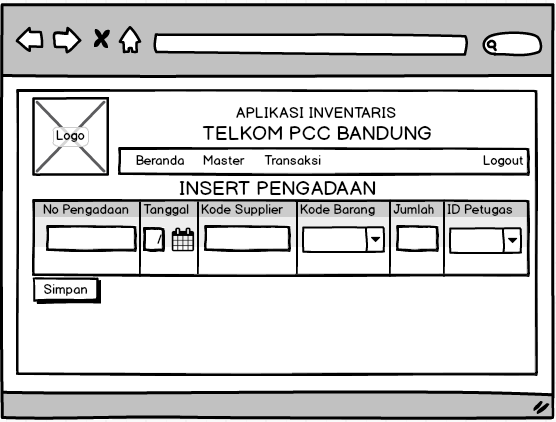 Logo
APLIKASI INVENTARIS
TELKOM PCC BANDUNG
Beranda Master Transaksi Logout
INSERT PENGADAAN
No Pengadaan Tanggal Kode Supplier Kode Barang Jumlah ID Petugas
/
Simpan